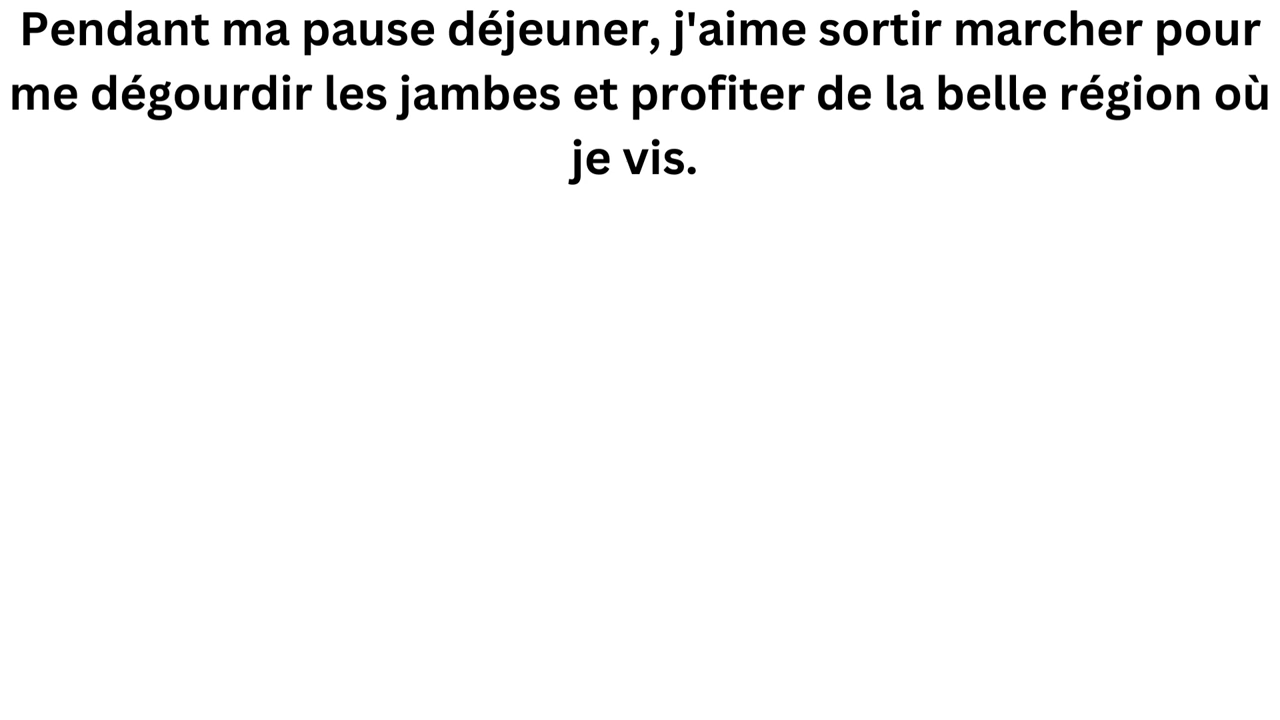 Pendant ma pause déjeuner, j'aime sortir marcher pour
me dégourdir les jambes et profiter de la belle région où
je vis.